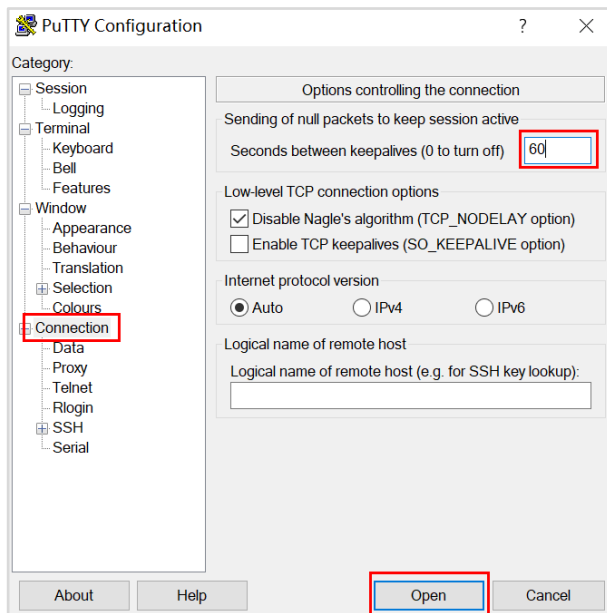 PuTTY Configuration
?
Category:
Session
Logging
Terminal
Keyboard
Bell
Features
Window
Appearance
Behaviour
Translation
Selection
Colours
Connection
Data
Proxy
Telnet
Rlogin
SSH
Serial
Options controlling the connection
Sending of null packets to keep session active
Seconds between keepalives (0 to turn off) 60
Low-level TCP connection options
Disable Nagle's algorithm (TCP_NODELAY option)
Enable TCP keepalives (SO_KEEPALIVE option)
Internet protocol version
Auto IPv4 IPv6
Logical name of remote host
Logical name of remote host (e.g. for SSH key lookup):
About Help Open Cancel